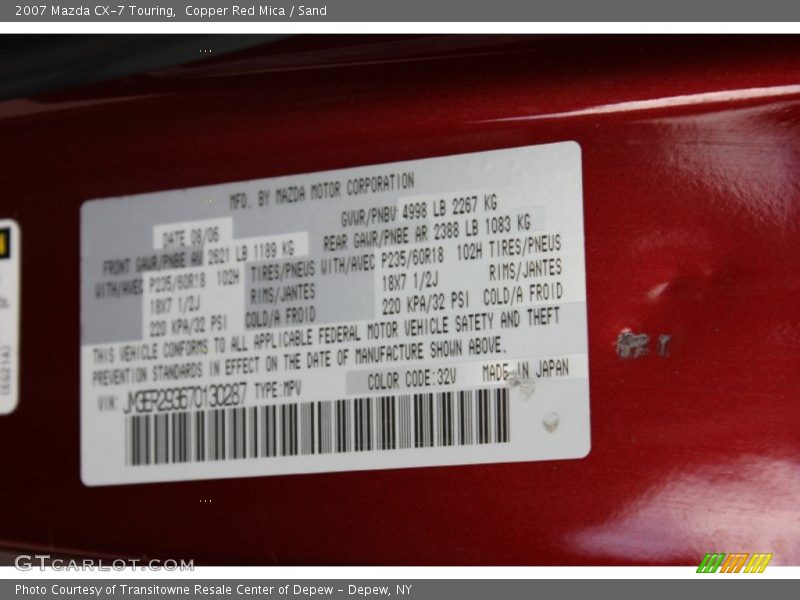 2007 Mazda CX-7 Touring,  Copper Red Mica / Sand
MFD. BY MAZDA MOTOR CORPORATION
DATE 08/06
GVWR/PNBV 4998 LB 2267 KG
FRONT GAWR/PNBE AV 2621 LB 1189 KG
REAR GAWR/PNBE AR 2388 LB 1083 KG
WITH/AVEC P235/60R18 102H TIRES/PNEUS
WITH/AVEC P235/60R18 102H TIRES/PNEUS
18X7 1/2J RIMS/JANTES
18X7 1/2J RIMS/JANTES
220 KPA/32 PSI COLD/A FROID
220 KPA/32 PSI COLD/A FROID
THIS VEHICLE CONFORMS TO ALL APPLICABLE FEDERAL MOTOR VEHICLE SAFETY AND THEFT
PREVENTION STANDARDS IN EFFECT ON THE DATE OF MANUFACTURE SHOWN ABOVE.
VIN: JM3ER293670130287 TYPE:MPV
COLOR CODE:32V MADE IN JAPAN
GTCARLOT.COM
Photo Courtesy of Transitowne Resale Center of Depew - Depew, NY